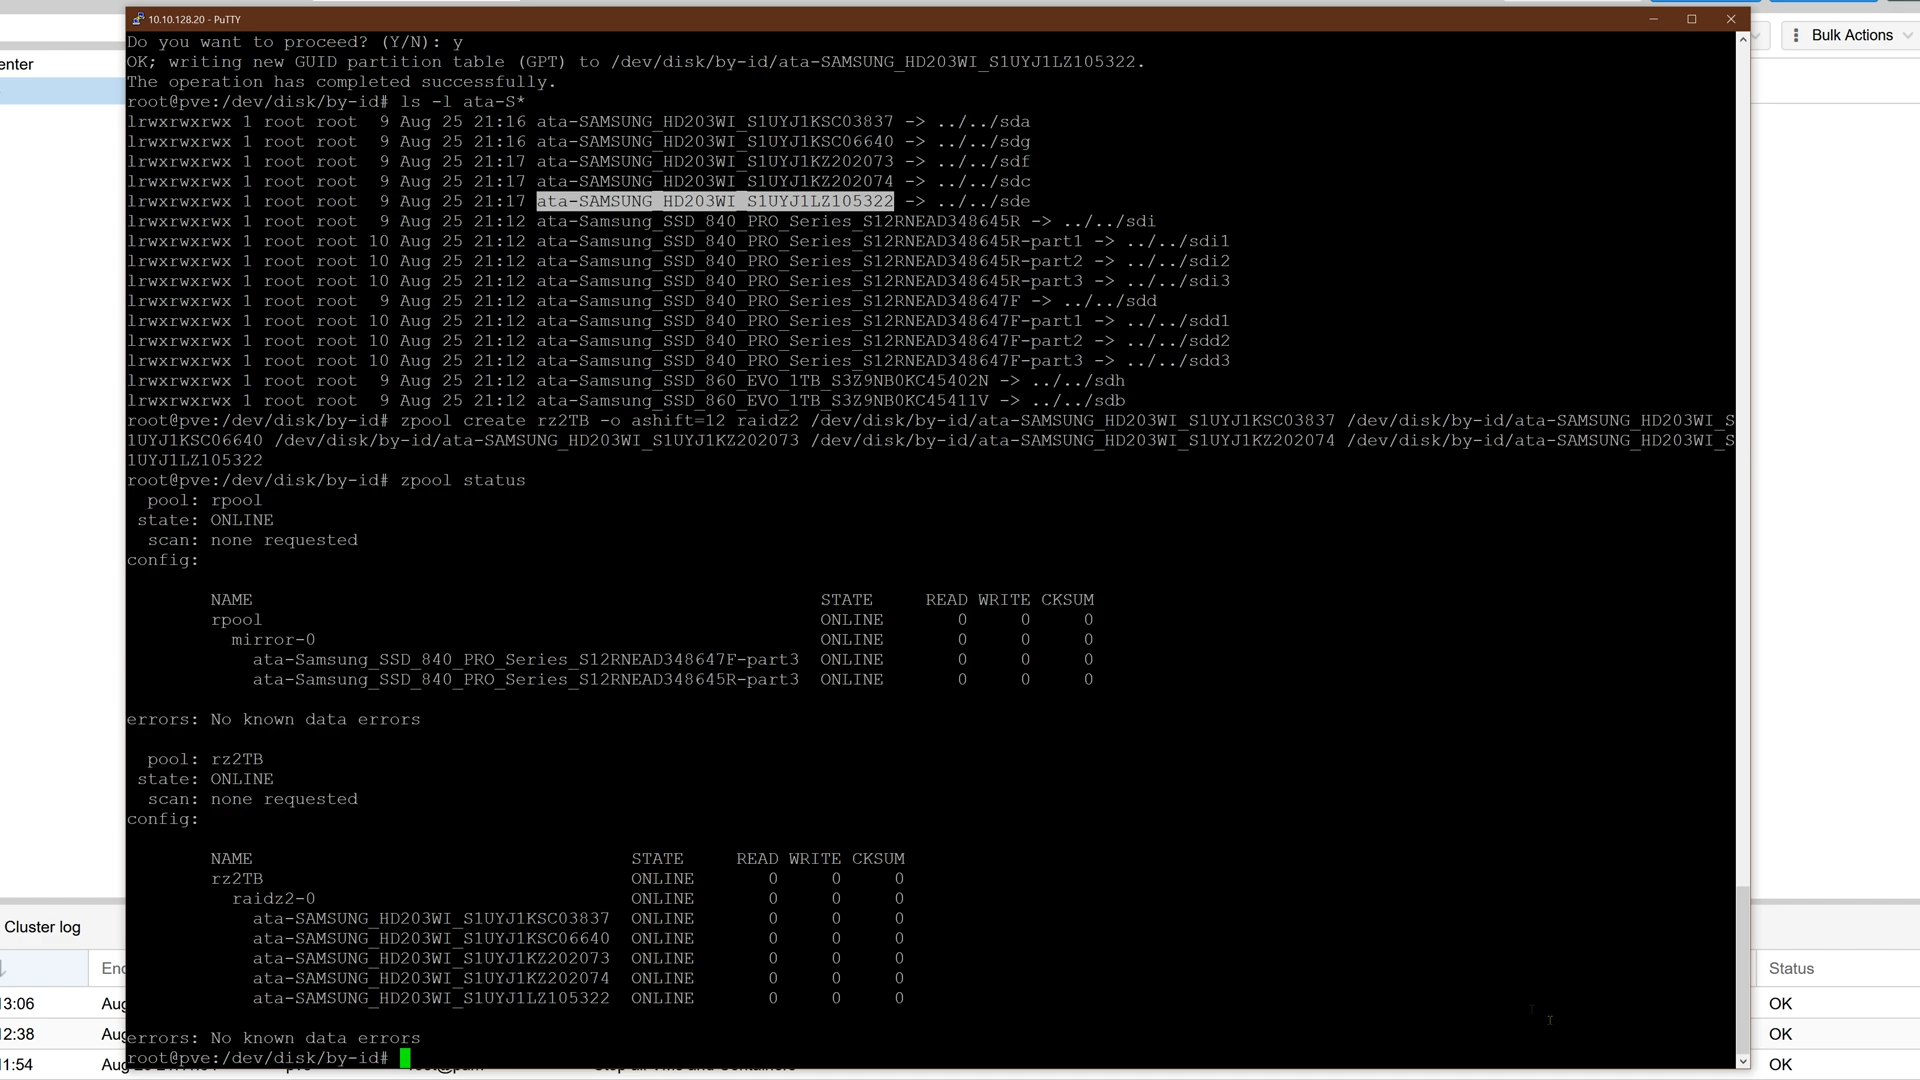 10.10.128.20 - PuTTY
Bulk Actions
enter
Do you want to proceed? (Y/N): y
OK; writing new GUID partition table (GPT) to /dev/disk/by-id/ata-SAMSUNG_HD203WI_S1UYJ1LZ105322.
The operation has completed successfully.
root@pve:/dev/disk/by-id# ls -l ata-S*
lrwxrwxrwx 1 root root  9 Aug 25 21:16 ata-SAMSUNG_HD203WI_S1UYJ1KSC03837 -> ../../sda
lrwxrwxrwx 1 root root  9 Aug 25 21:16 ata-SAMSUNG_HD203WI_S1UYJ1KSC06640 -> ../../sdg
lrwxrwxrwx 1 root root  9 Aug 25 21:17 ata-SAMSUNG_HD203WI_S1UYJ1KZ202073 -> ../../sdf
lrwxrwxrwx 1 root root  9 Aug 25 21:17 ata-SAMSUNG_HD203WI_S1UYJ1KZ202074 -> ../../sdc
lrwxrwxrwx 1 root root  9 Aug 25 21:17 ata-SAMSUNG_HD203WI_S1UYJ1LZ105322 -> ../../sde
lrwxrwxrwx 1 root root  9 Aug 25 21:12 ata-Samsung_SSD_840_PRO_Series_S12RNEAD348645R -> ../../sdi
lrwxrwxrwx 1 root root 10 Aug 25 21:12 ata-Samsung_SSD_840_PRO_Series_S12RNEAD348645R-part1 -> ../../sdi1
lrwxrwxrwx 1 root root 10 Aug 25 21:12 ata-Samsung_SSD_840_PRO_Series_S12RNEAD348645R-part2 -> ../../sdi2
lrwxrwxrwx 1 root root 10 Aug 25 21:12 ata-Samsung_SSD_840_PRO_Series_S12RNEAD348645R-part3 -> ../../sdi3
lrwxrwxrwx 1 root root  9 Aug 25 21:12 ata-Samsung_SSD_840_PRO_Series_S12RNEAD348647F -> ../../sdd
lrwxrwxrwx 1 root root 10 Aug 25 21:12 ata-Samsung_SSD_840_PRO_Series_S12RNEAD348647F-part1 -> ../../sdd1
lrwxrwxrwx 1 root root 10 Aug 25 21:12 ata-Samsung_SSD_840_PRO_Series_S12RNEAD348647F-part2 -> ../../sdd2
lrwxrwxrwx 1 root root 10 Aug 25 21:12 ata-Samsung_SSD_840_PRO_Series_S12RNEAD348647F-part3 -> ../../sdd3
lrwxrwxrwx 1 root root  9 Aug 25 21:12 ata-Samsung_SSD_860_EVO_1TB_S3Z9NB0KC45402N -> ../../sdh
lrwxrwxrwx 1 root root  9 Aug 25 21:12 ata-Samsung_SSD_860_EVO_1TB_S3Z9NB0KC45411V -> ../../sdb
root@pve:/dev/disk/by-id# zpool create rz2TB -o ashift=12 raidz2 /dev/disk/by-id/ata-SAMSUNG_HD203WI_S1UYJ1KSC03837 /dev/disk/by-id/ata-SAMSUNG_HD203WI_S
1UYJ1KSC06640 /dev/disk/by-id/ata-SAMSUNG_HD203WI_S1UYJ1KZ202073 /dev/disk/by-id/ata-SAMSUNG_HD203WI_S1UYJ1KZ202074 /dev/disk/by-id/ata-SAMSUNG_HD203WI_S
1UYJ1LZ105322
root@pve:/dev/disk/by-id# zpool status
pool: rpool
state: ONLINE
scan: none requested
config:
NAME STATE READ WRITE CKSUM
rpool ONLINE 0 0 0
mirror-0 ONLINE 0 0 0
ata-Samsung_SSD_840_PRO_Series_S12RNEAD348647F-part3 ONLINE 0 0 0
ata-Samsung_SSD_840_PRO_Series_S12RNEAD348645R-part3 ONLINE 0 0 0
errors: No known data errors
pool: rz2TB
state: ONLINE
scan: none requested
config:
NAME STATE READ WRITE CKSUM
rz2TB ONLINE 0 0 0
raidz2-0 ONLINE 0 0 0
ata-SAMSUNG_HD203WI_S1UYJ1KSC03837 ONLINE 0 0 0
ata-SAMSUNG_HD203WI_S1UYJ1KSC06640 ONLINE 0 0 0
ata-SAMSUNG_HD203WI_S1UYJ1KZ202073 ONLINE 0 0 0
ata-SAMSUNG_HD203WI_S1UYJ1KZ202074 ONLINE 0 0 0
ata-SAMSUNG_HD203WI_S1UYJ1LZ105322 ONLINE 0 0 0
errors: No known data errors
root@pve:/dev/disk/by-id#
Cluster log
Enc Status
13:06 Aug OK
12:38 Aug OK
11:54 OK